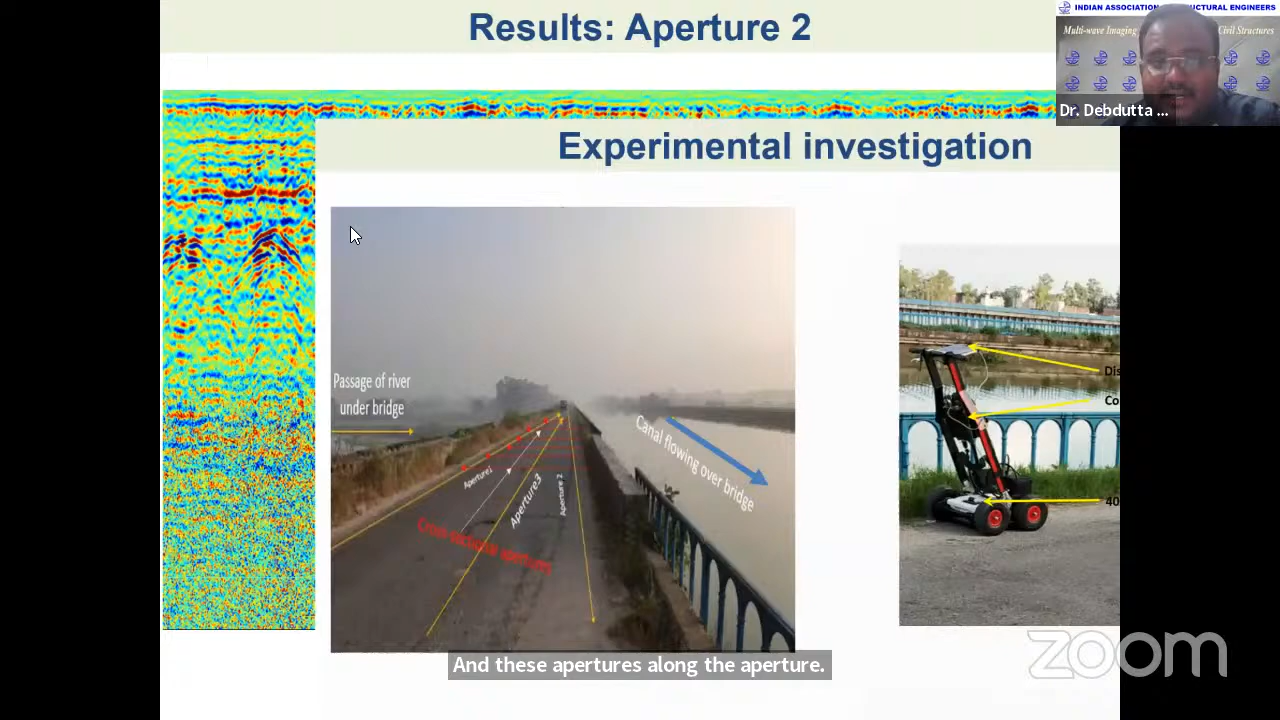 Results: Aperture 2
INDIAN ASSOCIATION
RUCTURAL ENGINEERS
Multi-wave Imaging
Civil Structures
Dr. Debdutta ...
Experimental investigation
Passage of river
under bridge
Canal flowing over bridge
Aperture1
Aperture3
Aperture 2
Cross-sectional apertures
Dis
Co
40
And these apertures along the aperture.
zoom